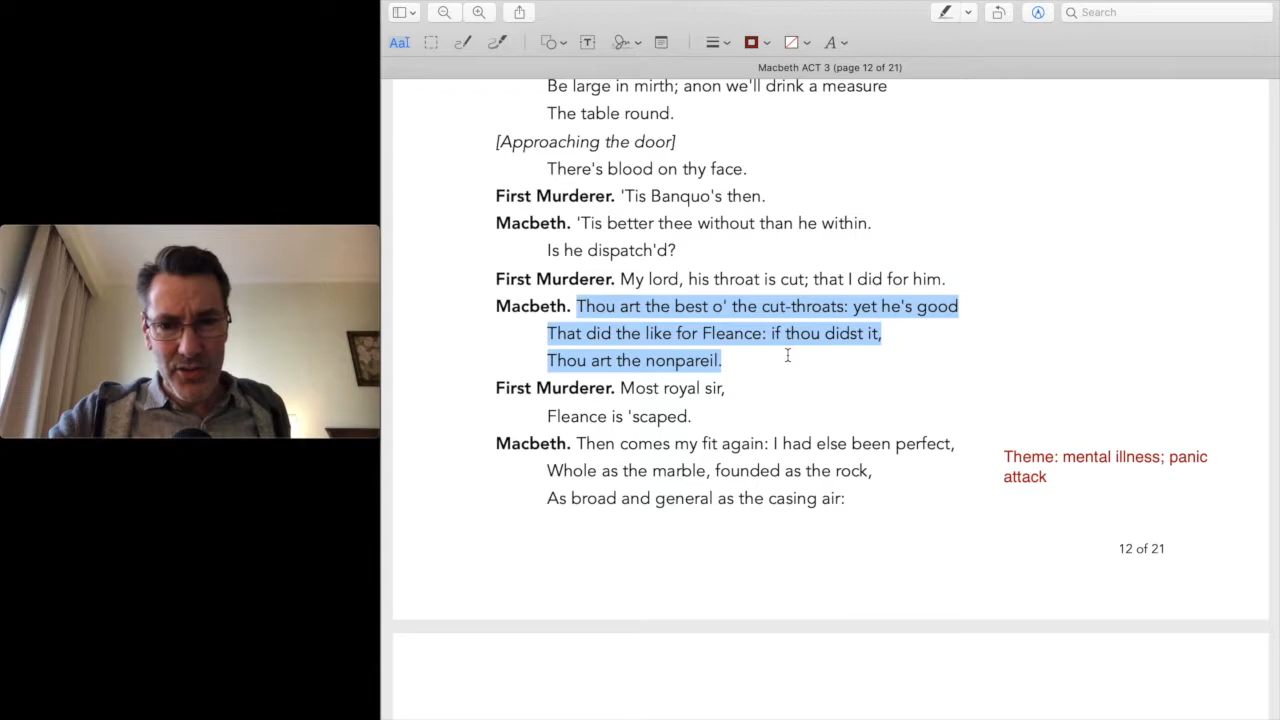 Search
AaI
T
A
Macbeth ACT 3 (page 12 of 21)
Be large in mirth; anon we'll drink a measure
The table round.
[Approaching the door]
There's blood on thy face.
First Murderer. 'Tis Banquo's then.
Macbeth. 'Tis better thee without than he within.
Is he dispatch'd?
First Murderer. My lord, his throat is cut; that I did for him.
Macbeth. Thou art the best o' the cut-throats: yet he's good
That did the like for Fleance: if thou didst it,
Thou art the nonpareil.
First Murderer. Most royal sir,
Fleance is 'scaped.
Macbeth. Then comes my fit again: I had else been perfect,
Whole as the marble, founded as the rock,
As broad and general as the casing air:
Theme: mental illness; panic
attack
12 of 21